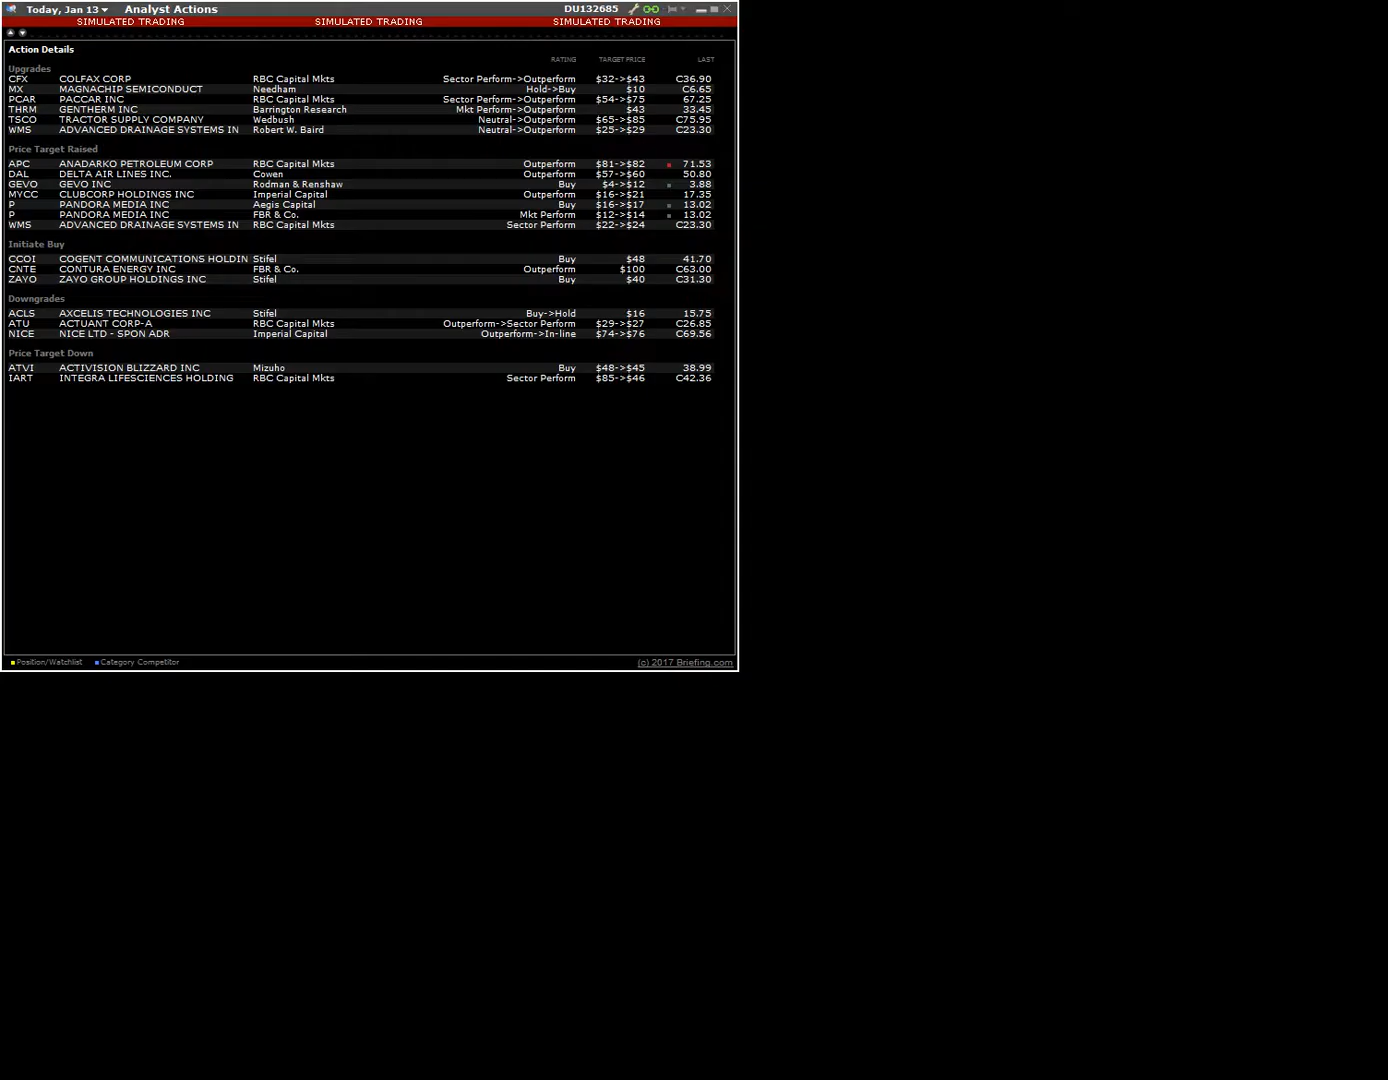 Today, Jan 13 Analyst Actions DU132685
SIMULATED TRADING SIMULATED TRADING SIMULATED TRADING
Action Details
RATING TARGET PRICE LAST
Upgrades
CFX COLFAX CORP RBC Capital Mkts Sector Perform->Outperform $32->$43 C36.90
MX MAGNACHIP SEMICONDUCT Needham Hold->Buy $10 C6.65
PCAR PACCAR INC RBC Capital Mkts Sector Perform->Outperform $54->$75 67.25
THRM GENTHERM INC Barrington Research Mkt Perform->Outperform $43 33.45
TSCO TRACTOR SUPPLY COMPANY Wedbush Neutral->Outperform $65->$85 C75.95
WMS ADVANCED DRAINAGE SYSTEMS IN Robert W. Baird Neutral->Outperform $25->$29 C23.30
Price Target Raised
APC ANADARKO PETROLEUM CORP RBC Capital Mkts Outperform $81->$82 71.53
DAL DELTA AIR LINES INC. Cowen Outperform $57->$60 50.80
GEVO GEVO INC Rodman & Renshaw Buy $4->$12 3.88
MYCC CLUBCORP HOLDINGS INC Imperial Capital Outperform $16->$21 17.35
P PANDORA MEDIA INC Aegis Capital Buy $16->$17 13.02
P PANDORA MEDIA INC FBR & Co. Mkt Perform $12->$14 13.02
WMS ADVANCED DRAINAGE SYSTEMS IN RBC Capital Mkts Sector Perform $22->$24 C23.30
Initiate Buy
CCOI COGENT COMMUNICATIONS HOLDIN Stifel Buy $48 41.70
CNTE CONTURA ENERGY INC FBR & Co. Outperform $100 C63.00
ZAYO ZAYO GROUP HOLDINGS INC Stifel Buy $40 C31.30
Downgrades
ACLS AXCELIS TECHNOLOGIES INC Stifel Buy->Hold $16 15.75
ATU ACTUANT CORP-A RBC Capital Mkts Outperform->Sector Perform $29->$27 C26.85
NICE NICE LTD - SPON ADR Imperial Capital Outperform->In-line $74->$76 C69.56
Price Target Down
ATVI ACTIVISION BLIZZARD INC Mizuho Buy $48->$45 38.99
IART INTEGRA LIFESCIENCES HOLDING RBC Capital Mkts Sector Perform $85->$46 C42.36
Position/Watchlist Category Competitor (c) 2017 Briefing.com